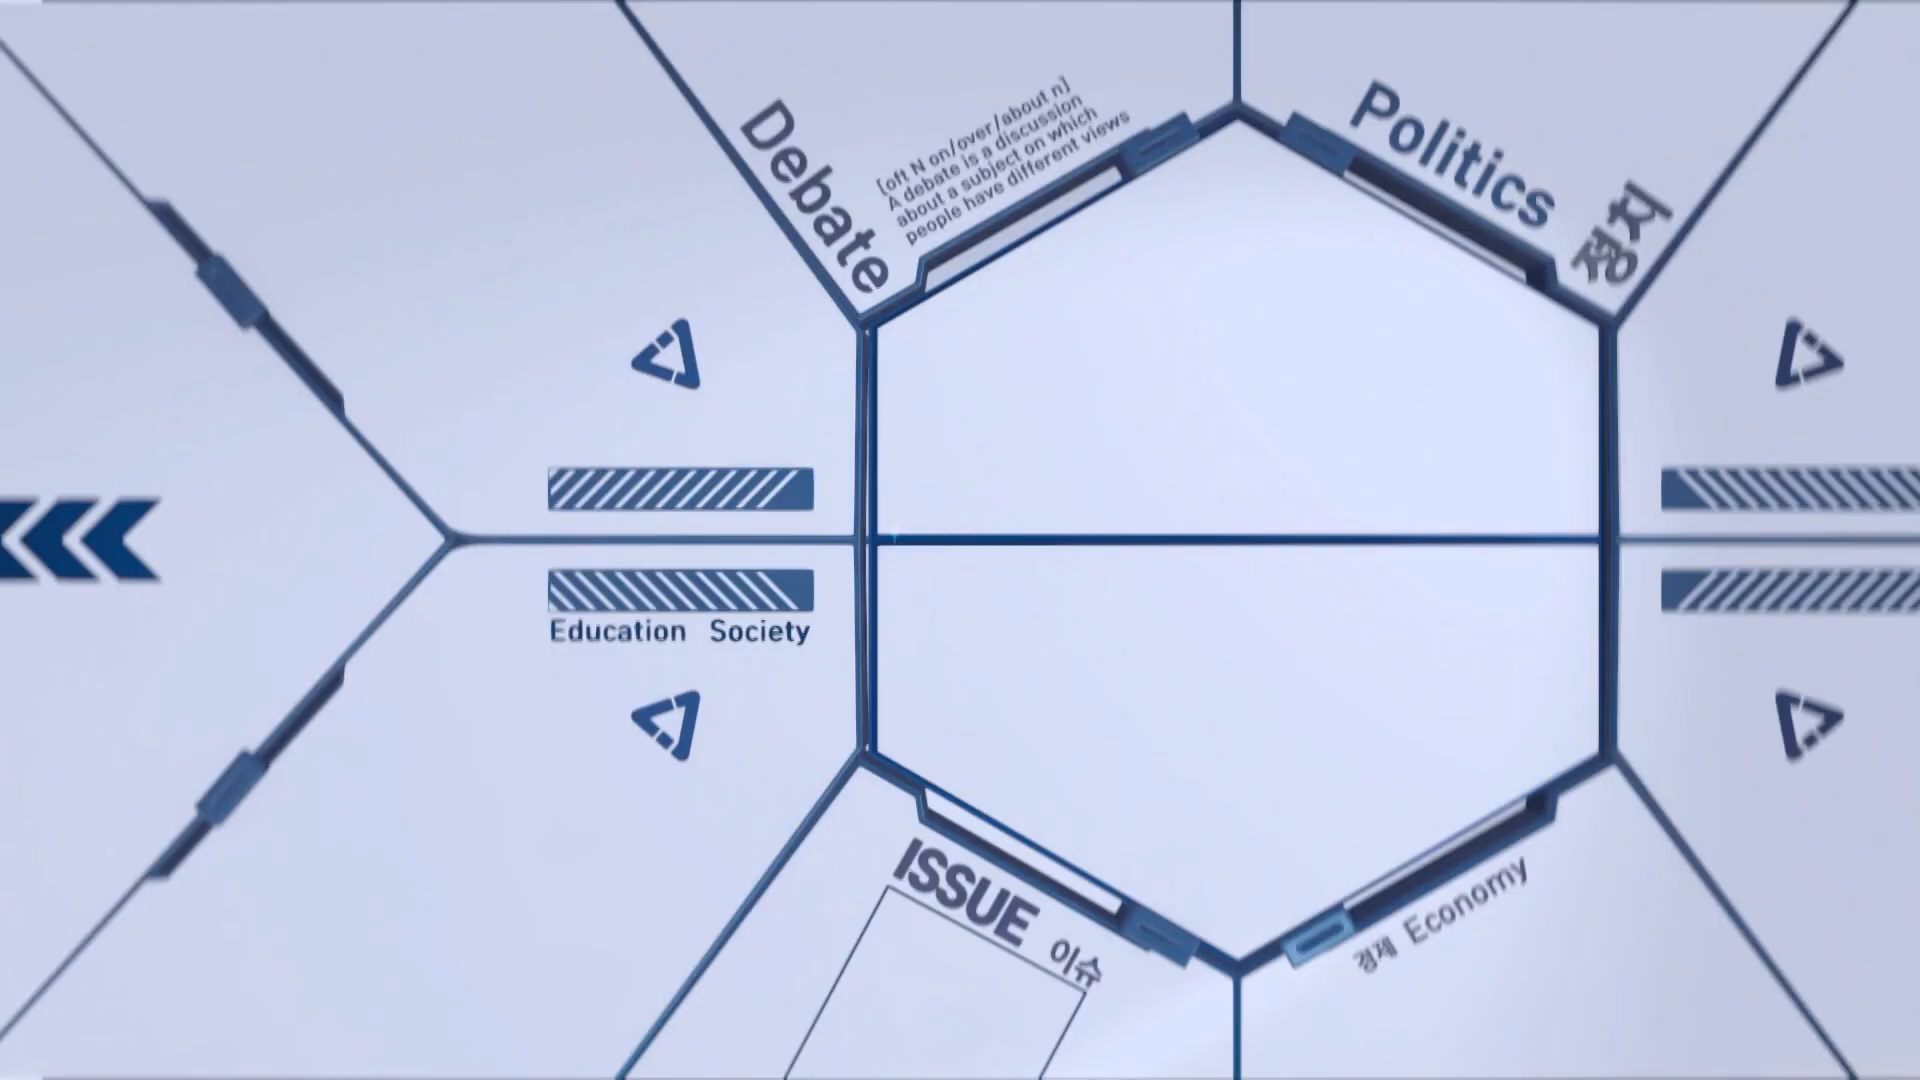 Debate
[oft N on/over/about n]
A debate is a discussion
about a subject on which
people have different views
Politics
정치
Education Society
ISSUE 이슈
경제 Economy